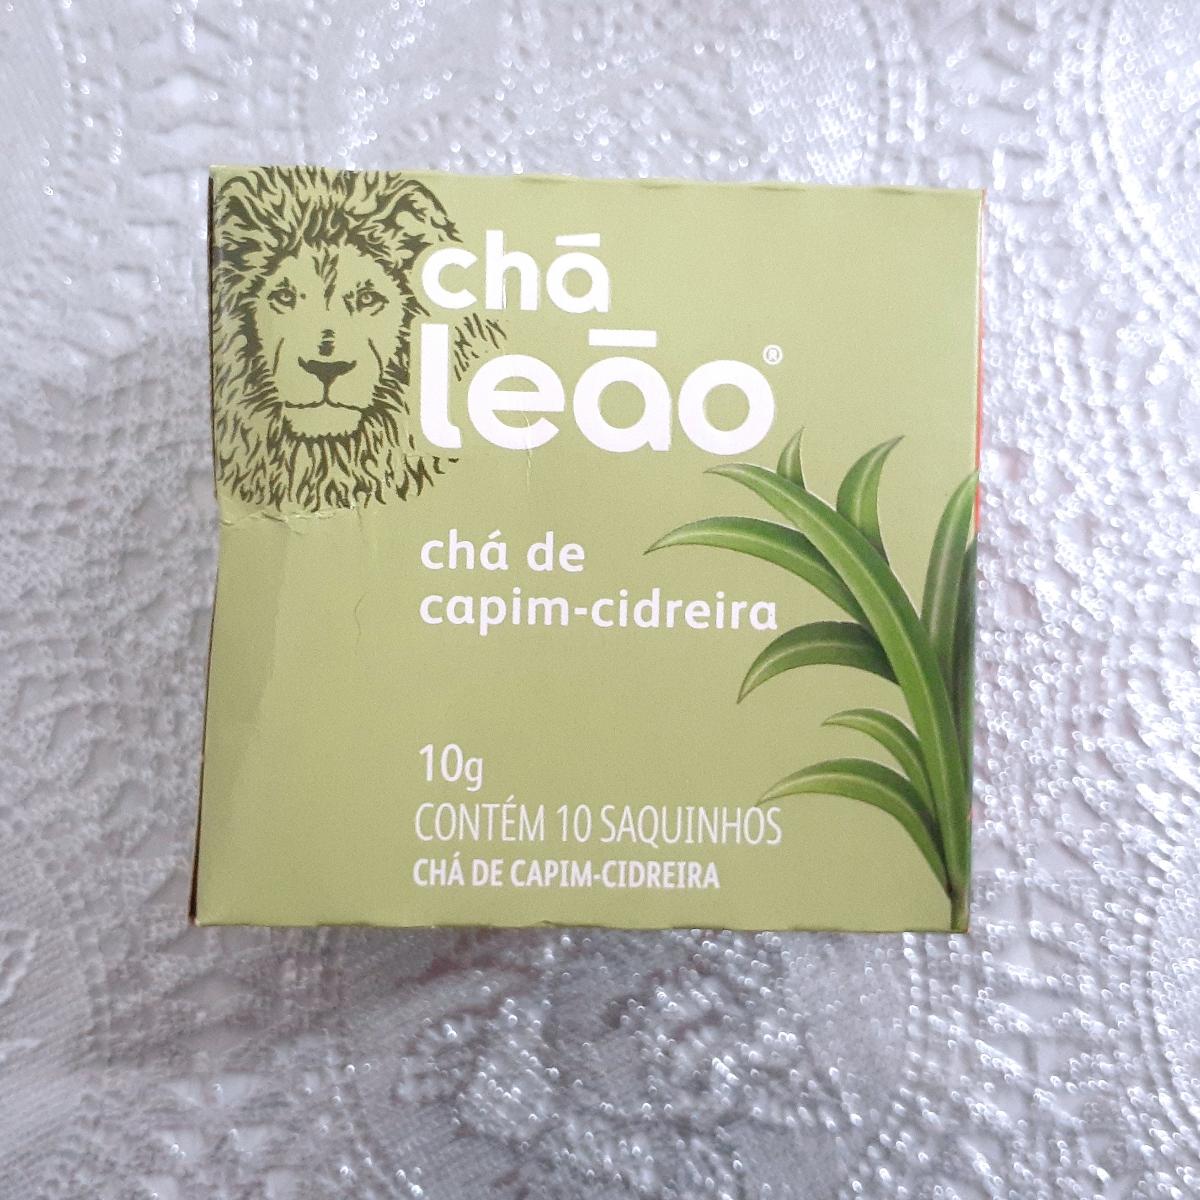 chá
leão®
chá de
capim-cidreira
10g
CONTÉM 10 SAQUINHOS
CHÁ DE CAPIM-CIDREIRA